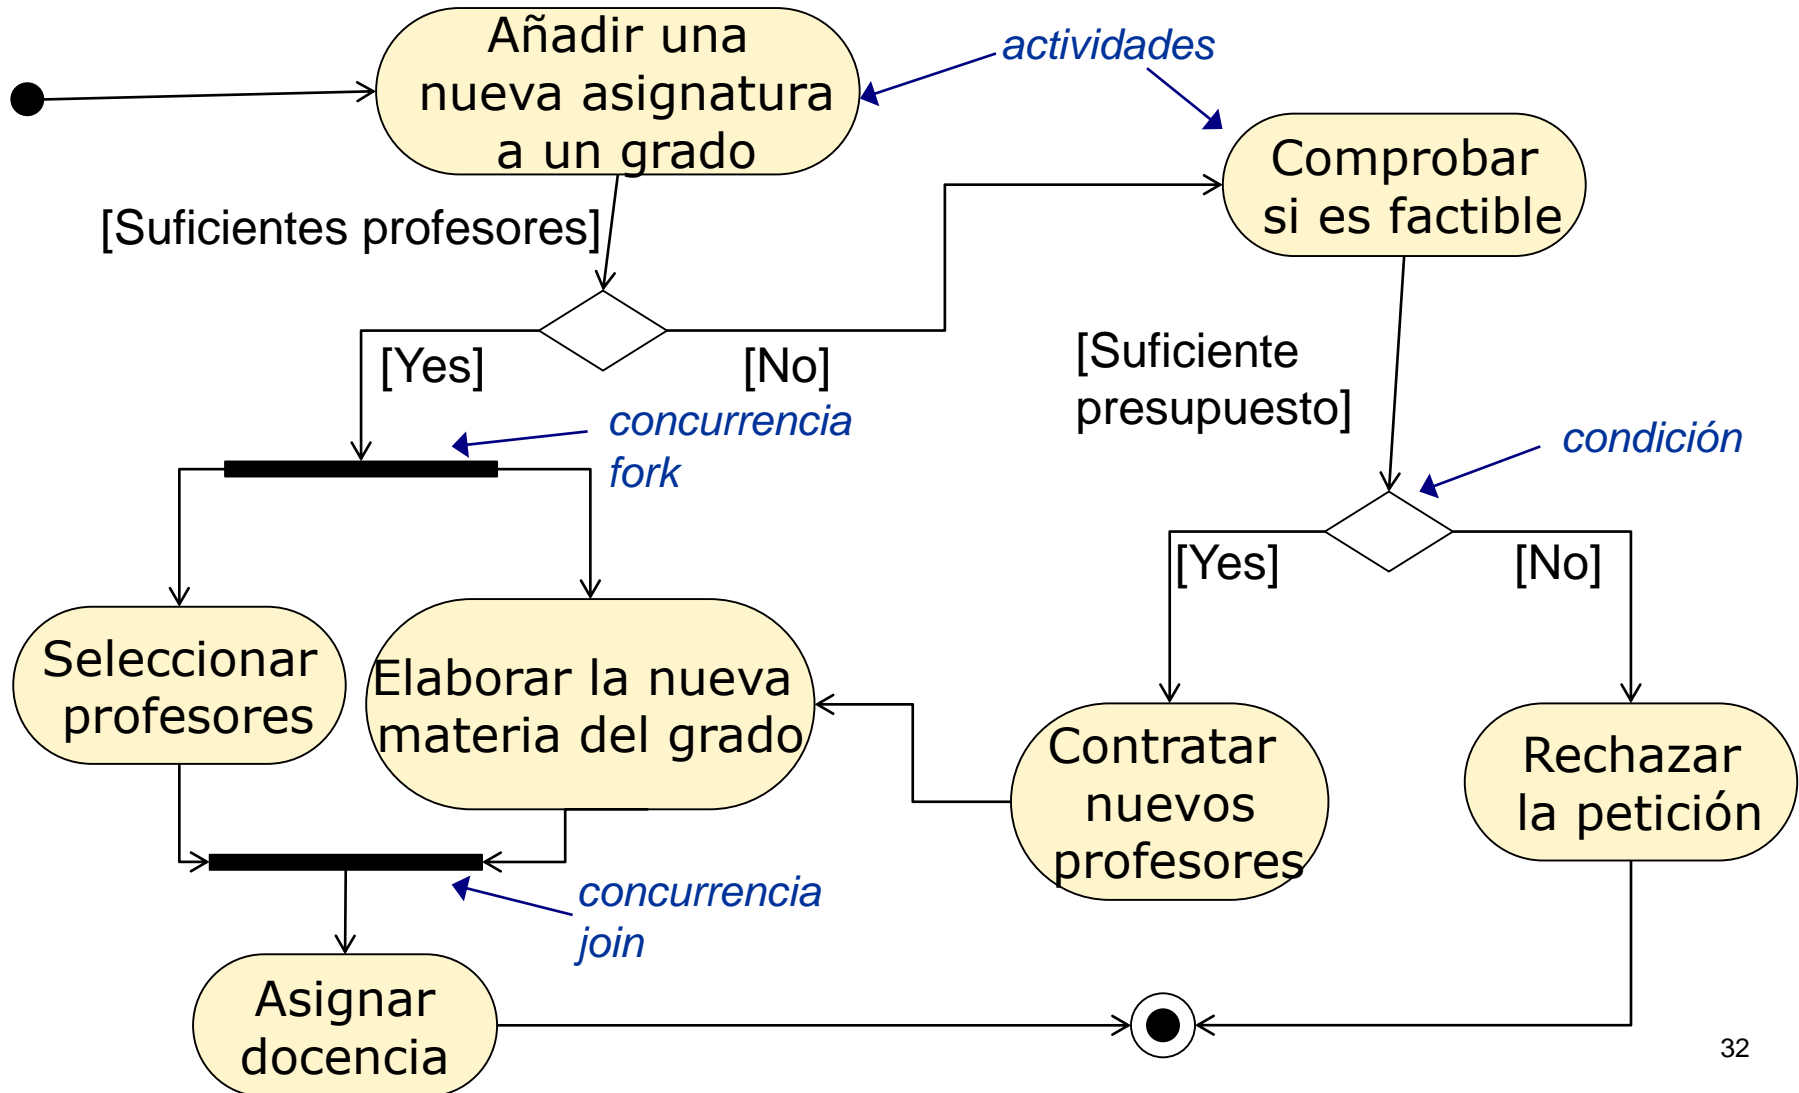 Añadir una
nueva asignatura
a un grado
actividades
Comprobar
si es factible
[Suficientes profesores]
[Yes]
[No]
[Suficiente
presupuesto]
concurrencia
fork
condición
[Yes]
[No]
Seleccionar
profesores
Elaborar la nueva
materia del grado
Contratar
nuevos
profesores
Rechazar
la petición
concurrencia
join
Asignar
docencia
32